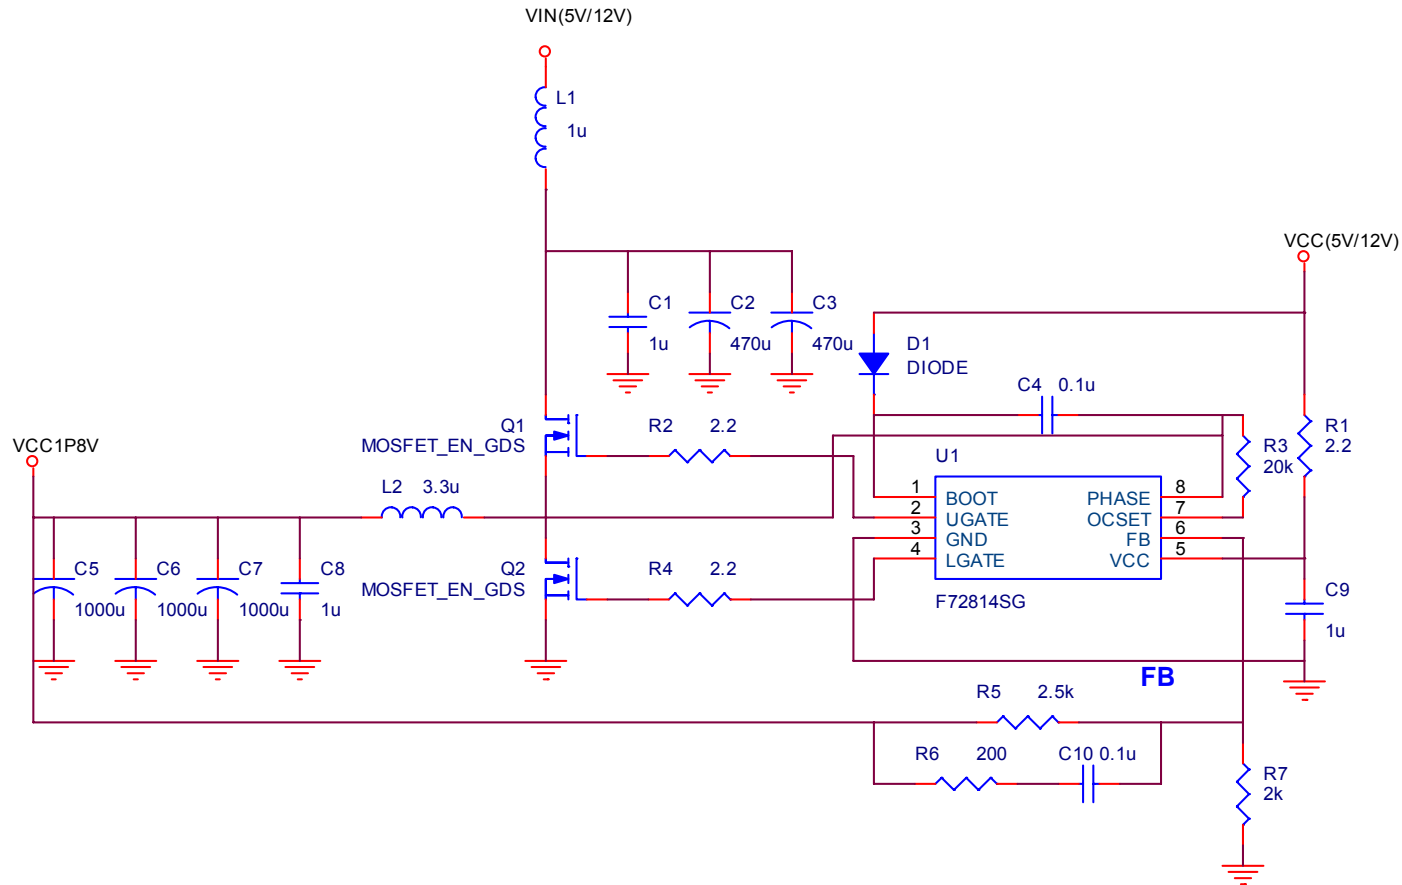 VIN(5V/12V)
L1
1u
VCC(5V/12V)
C1
1u
C2
470u
C3
470u
D1
DIODE
C4 0.1u
R3
20k
R1
2.2
Q1
MOSFET_EN_GDS
R2 2.2
VCC1P8V
L2 3.3u
U1
1 BOOT PHASE 8
2 UGATE OCSET 7
3 GND FB 6
4 LGATE VCC 5
F72814SG
Q2
MOSFET_EN_GDS
R4 2.2
C5
1000u
C6
1000u
C7
1000u
C8
1u
C9
1u
FB
R5 2.5k
R6 200 C10 0.1u
R7
2k